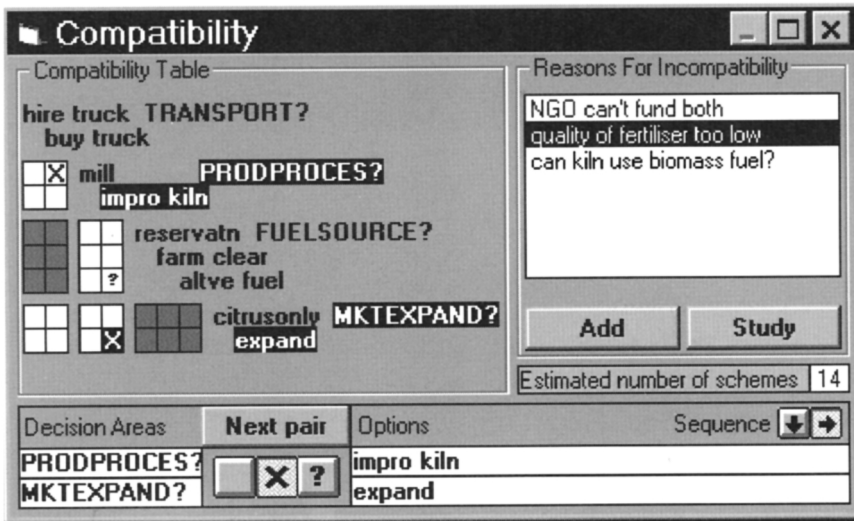 Compatibility
Compatibility Table
hire truck TRANSPORT?
buy truck
X mill PRODPROCES?
impro kiln
reservatn FUELSOURCE?
farm clear
? altve fuel
citrusonly MKTEXPAND?
X expand
Reasons For Incompatibility
NGO can't fund both
quality of fertiliser too low
can kiln use biomass fuel?
Add Study
Estimated number of schemes 14
Decision Areas Next pair Options Sequence
PRODPROCES? impro kiln
X ?
MKTEXPAND? expand